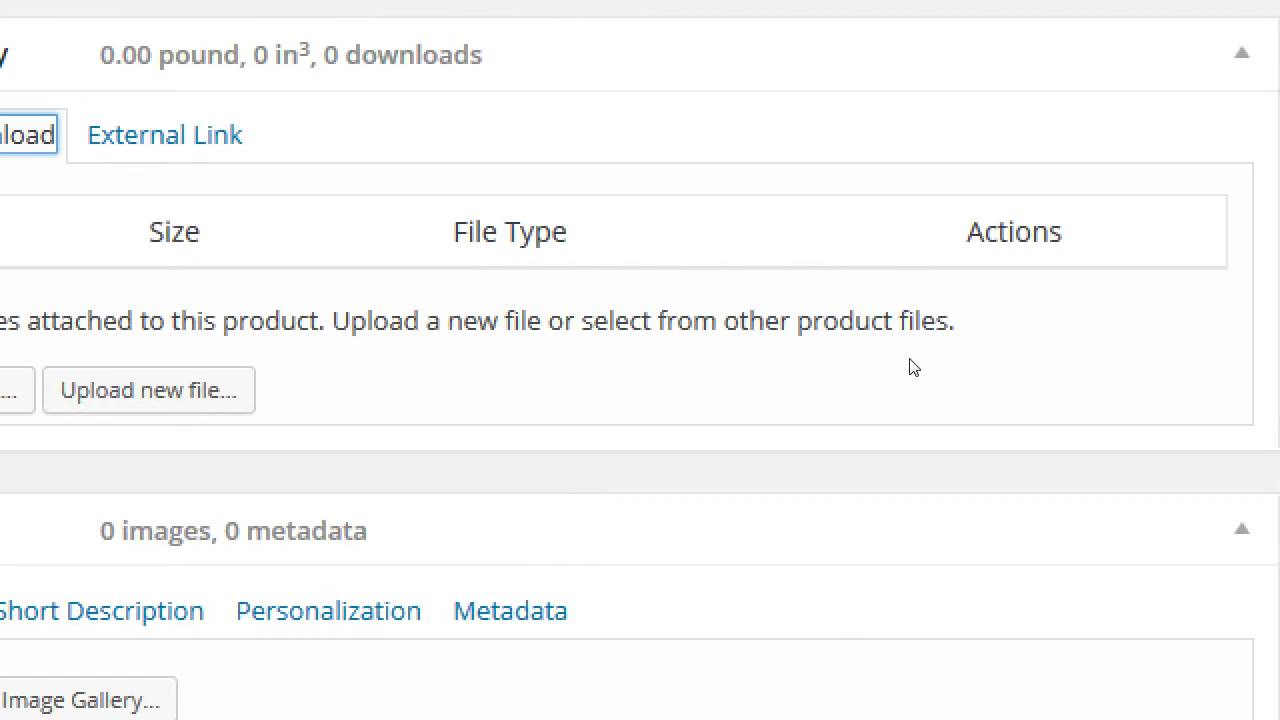 0.00 pound, 0 in³, 0 downloads
External Link
Size File Type Actions
attached to this product. Upload a new file or select from other product files.
... Upload new file...
0 images, 0 metadata
Short Description Personalization Metadata
Image Gallery...